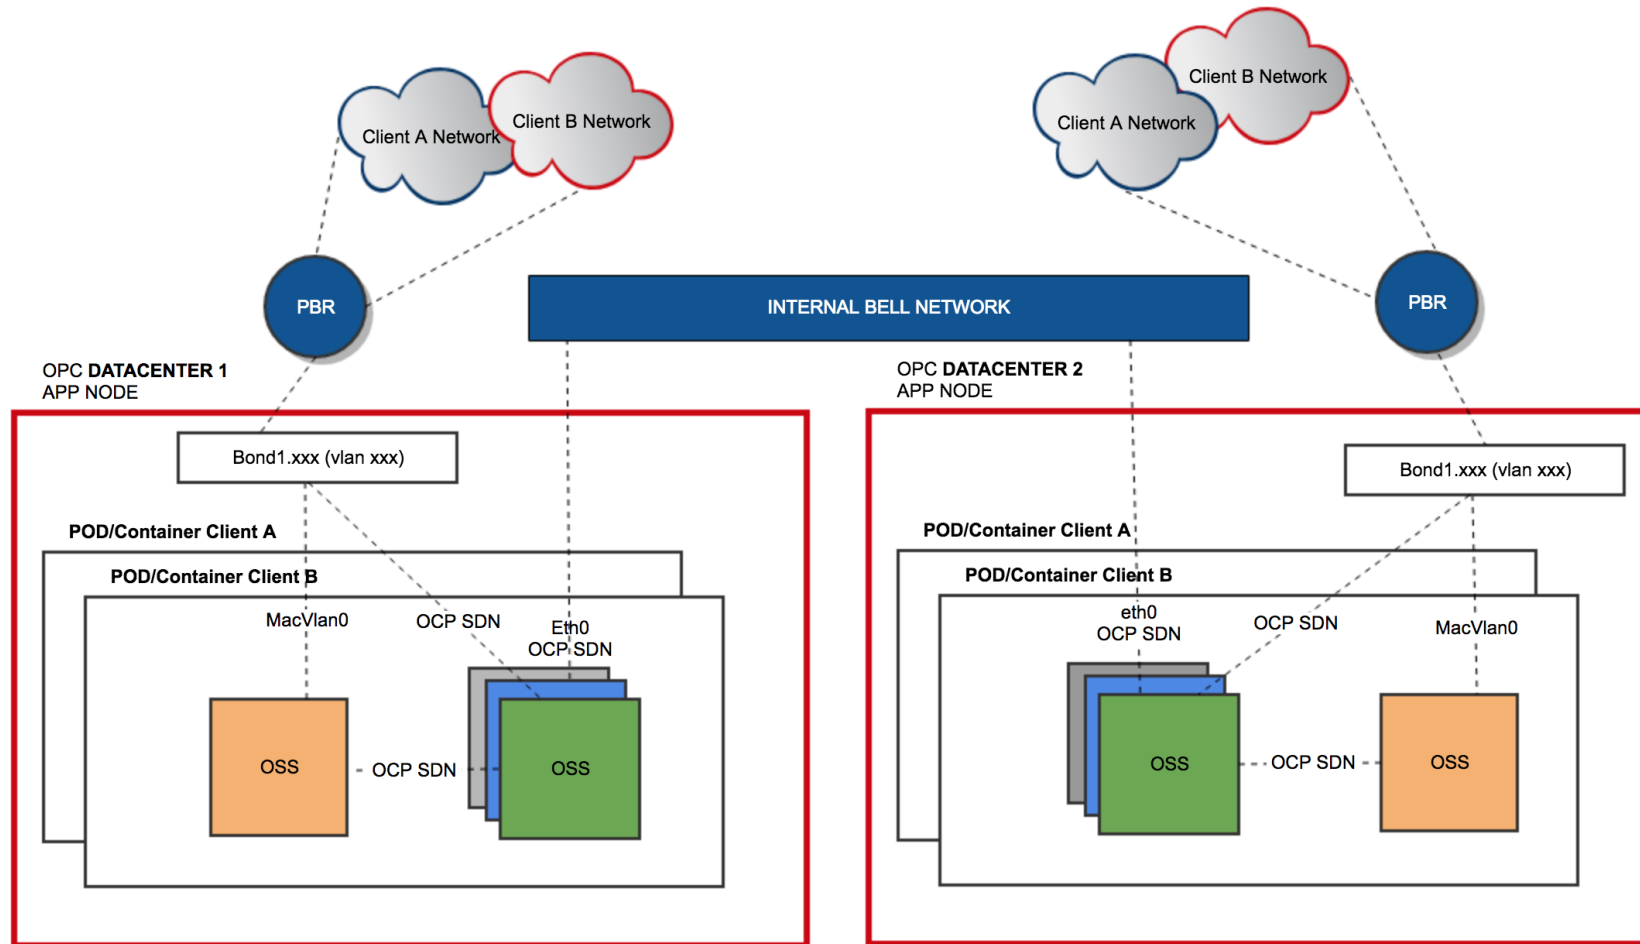 Client A Network
Client B Network
Client B Network
Client A Network
PBR
INTERNAL BELL NETWORK
PBR
OPC DATACENTER 1
APP NODE
OPC DATACENTER 2
APP NODE
Bond1.xxx (vlan xxx)
Bond1.xxx (vlan xxx)
POD/Container Client A
POD/Container Client B
MacVlan0
OCP SDN
Eth0
OCP SDN
OSS
OCP SDN
OSS
POD/Container Client A
POD/Container Client B
eth0
OCP SDN
OCP SDN
MacVlan0
OSS
OCP SDN
OSS